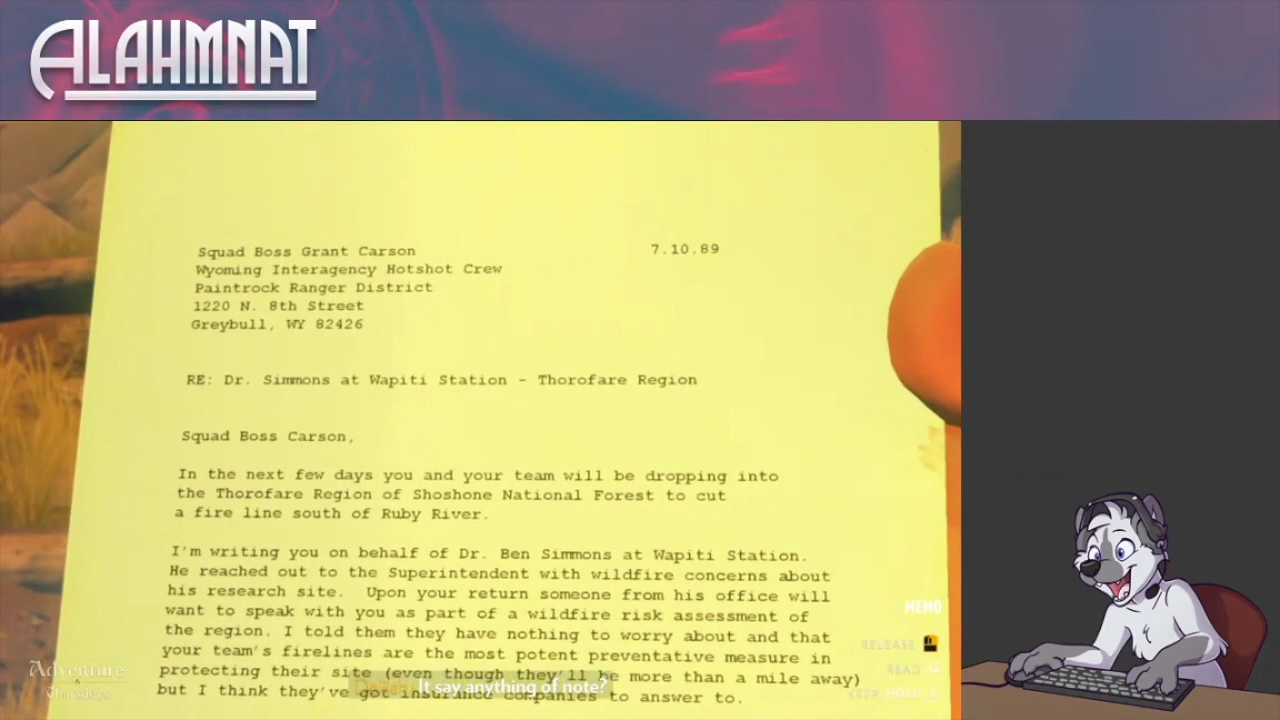 ALAHMNAT
Squad Boss Grant Carson
7.10.89
Wyoming Interagency Hotshot Crew
Paintrock Ranger District
1220 N. 8th Street
Greybull, WY 82426
RE: Dr. Simmons at Wapiti Station - Thorofare Region
Squad Boss Carson,
In the next few days you and your team will be dropping into
the Thorofare Region of Shoshone National Forest to cut
a fire line south of Ruby River.
I'm writing you on behalf of Dr. Ben Simmons at Wapiti Station.
He reached out to the Superintendent with wildfire concerns about
his research site. Upon your return someone from his office will
want to speak with you as part of a wildfire risk assessment of
the region. I told them they have nothing to worry about and that
your team's firelines are the most potent preventative measure in
protecting their site (even though they'll be more than a mile away)
but I think they've got insurance companies to answer to.
It say anything of note?
MEMO
RELEASE
READ
HOLD
Adventure
Thursdays